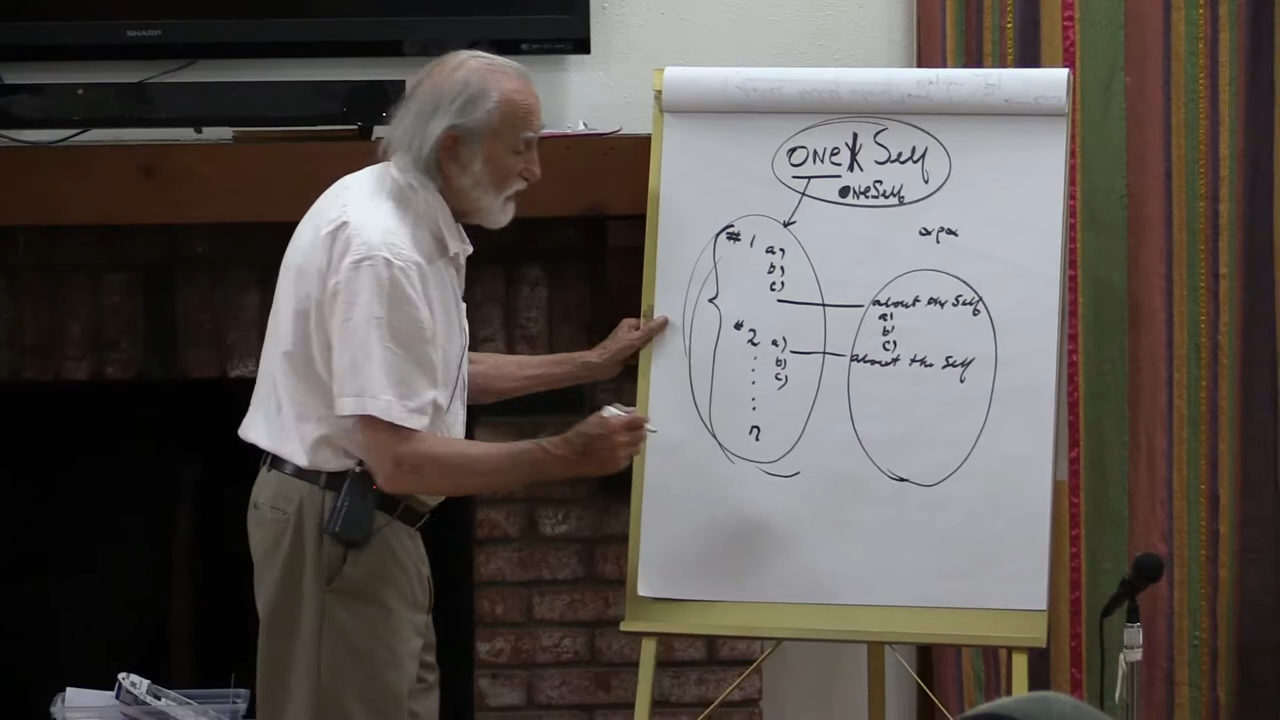 SHARP
ONE Self
ONESelf
# 1 a)
b)
c)
about the Self
a)
b)
c)
# 2 a)
b)
c)
about the Self
n